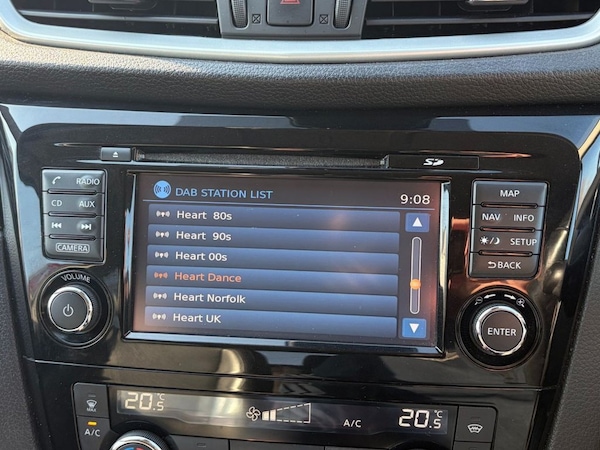 SD
RADIO
CD AUX
CAMERA
VOLUME
DAB STATION LIST
9:08
Heart 80s
Heart 90s
Heart 00s
Heart Dance
Heart Norfolk
Heart UK
MAP
NAV INFO
SETUP
BACK
ENTER
MAX
A/C
20.5 °C
A/C
20.5 °C